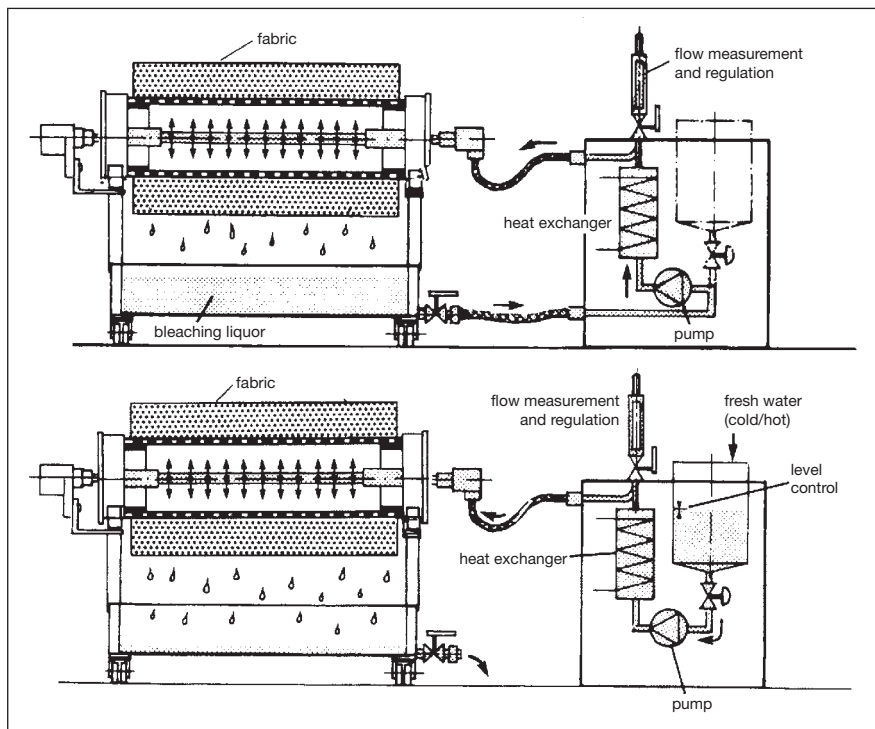 fabric
flow measurement
and regulation
heat exchanger
bleaching liquor
pump
fabric
flow measurement
and regulation
fresh water
(cold/hot)
level
control
heat exchanger
pump